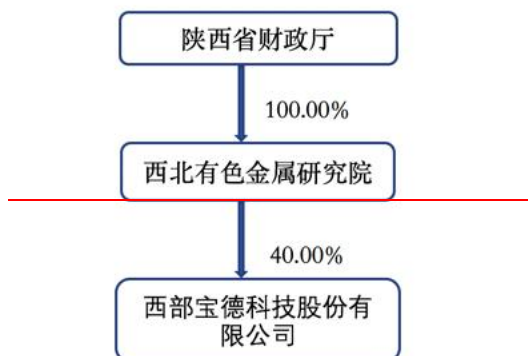 陕西省财政厅
100.00%
西北有色金属研究院
40.00%
西部宝德科技股份有
限公司